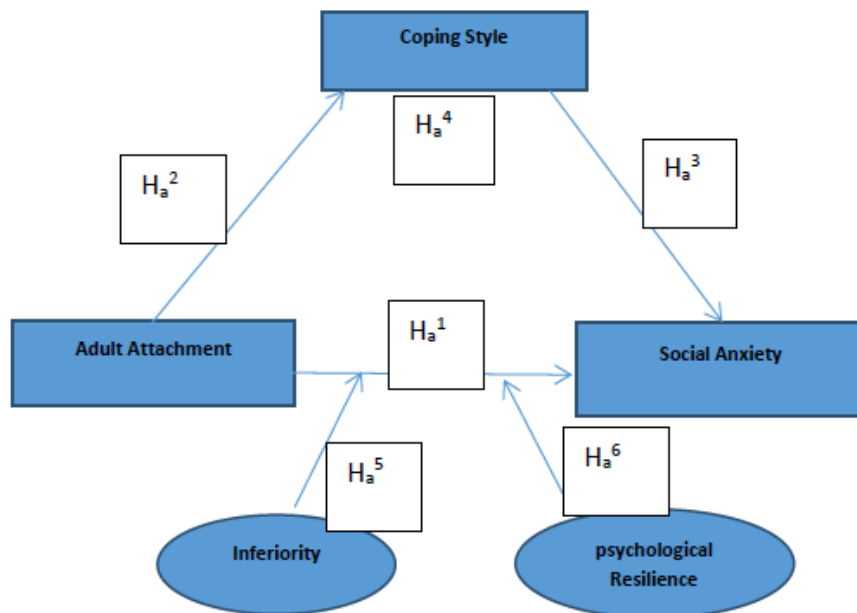 Coping Style
Hₐ⁴
Hₐ²
Hₐ³
Hₐ¹
Adult Attachment
Social Anxiety
Hₐ⁵
Hₐ⁶
Inferiority
psychological
Resilience